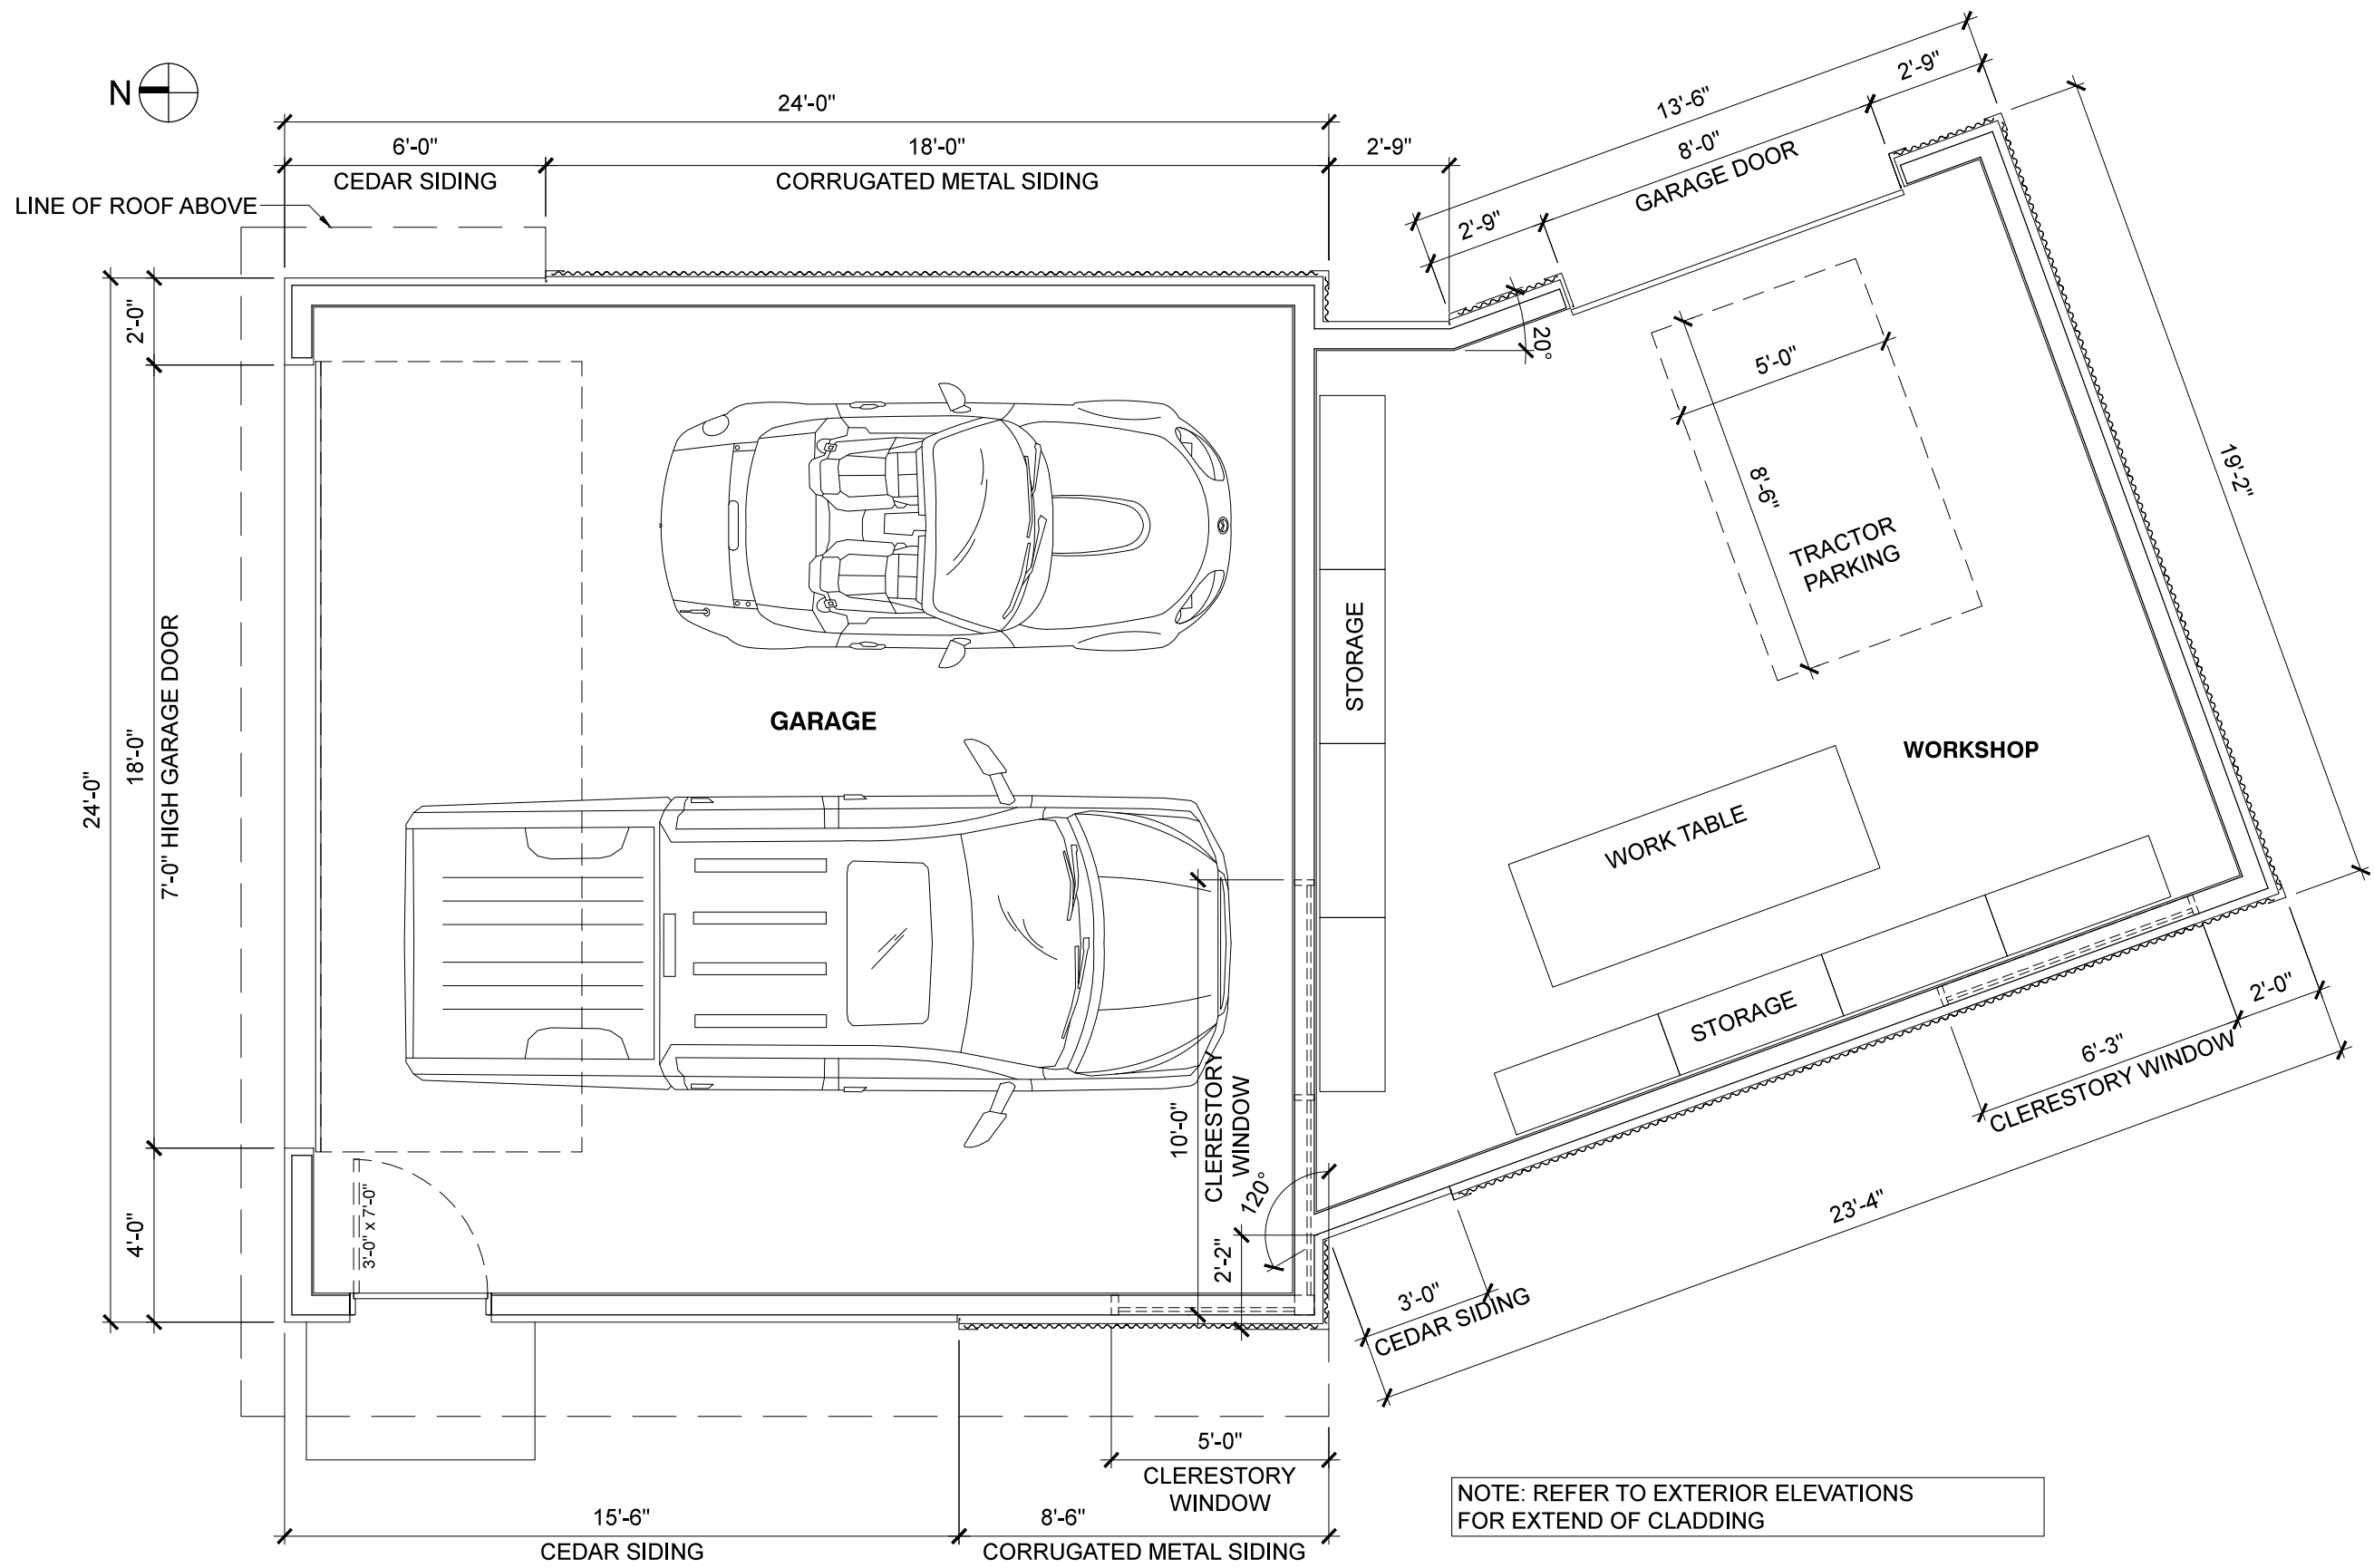 N
24'-0"
6'-0"
18'-0"
2'-9"
CEDAR SIDING
CORRUGATED METAL SIDING
LINE OF ROOF ABOVE
13'-6"
2'-9"
8'-0"
GARAGE DOOR
2'-9"
20°
19'-2"
2'-0"
18'-0"
7'-0" HIGH GARAGE DOOR
24'-0"
4'-0"
GARAGE
STORAGE
5'-0"
8'-6"
TRACTOR
PARKING
WORKSHOP
WORK TABLE
STORAGE
10'-0"
CLERESTORY
WINDOW
120°
2'-2"
3'-0" x 7'-0"
2'-0"
6'-3"
CLERESTORY WINDOW
23'-4"
3'-0"
CEDAR SIDING
5'-0"
CLERESTORY
WINDOW
15'-6"
CEDAR SIDING
8'-6"
CORRUGATED METAL SIDING
NOTE: REFER TO EXTERIOR ELEVATIONS
FOR EXTEND OF CLADDING